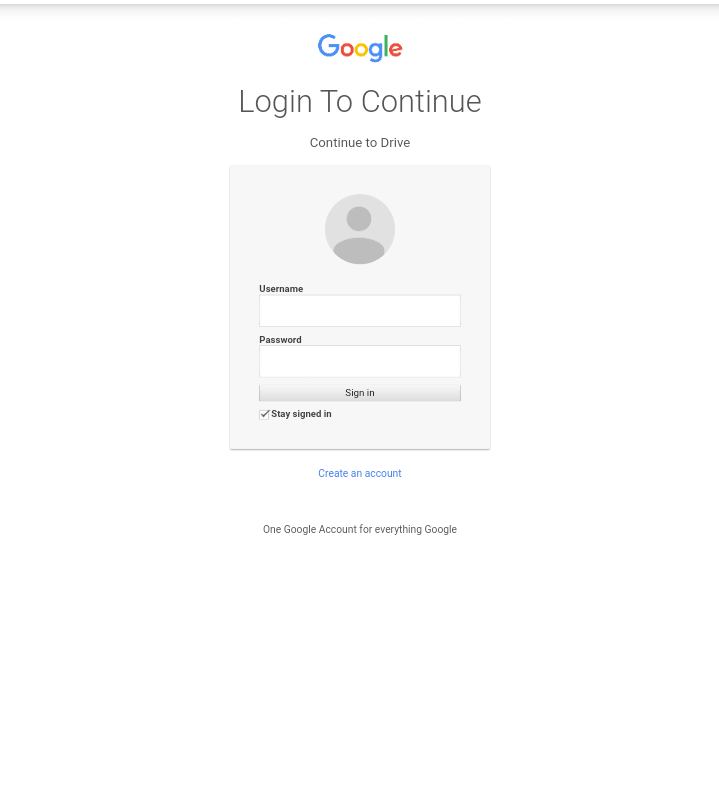 Google
Login To Continue
Continue to Drive
Username
Password
Sign in
Stay signed in
Create an account
One Google Account for everything Google